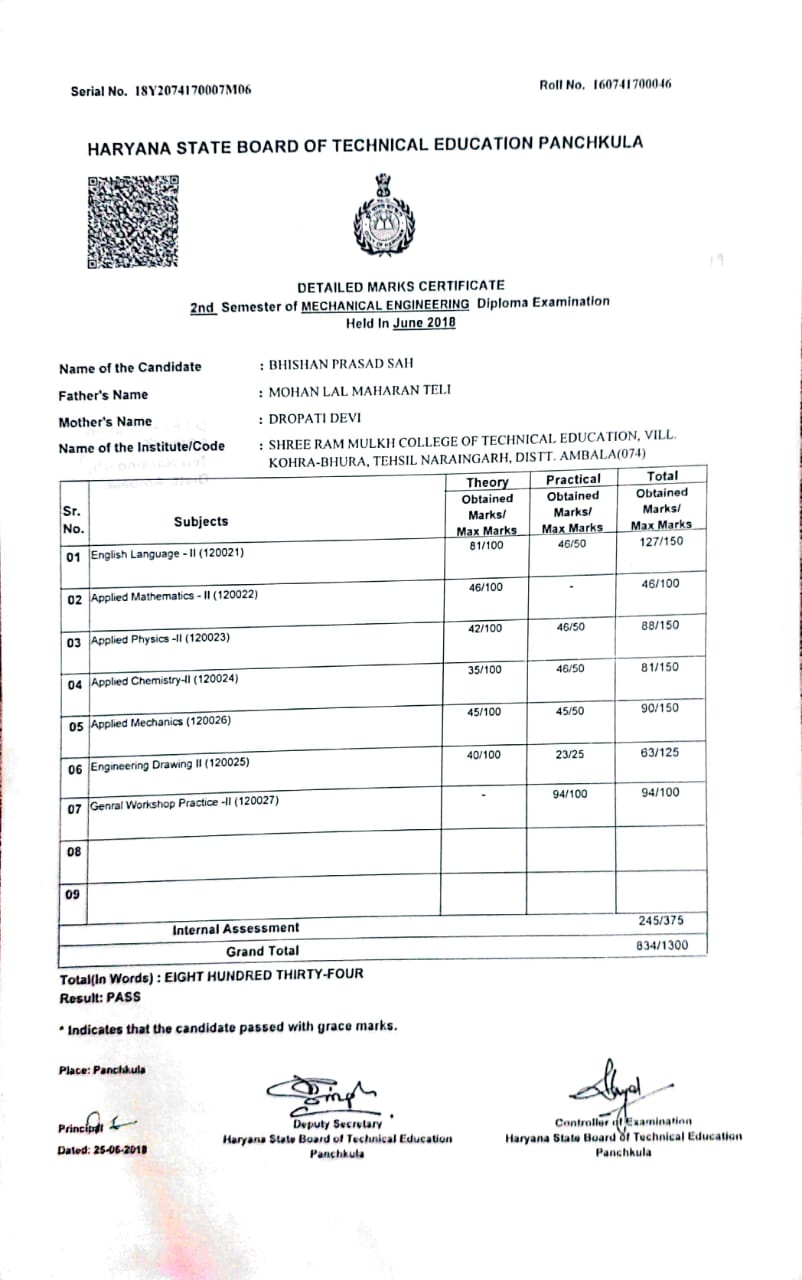 Serial No. 18Y2074170007M06 Roll No. 160741700046
HARYANA STATE BOARD OF TECHNICAL EDUCATION PANCHKULA
19
DETAILED MARKS CERTIFICATE
2nd Semester of MECHANICAL ENGINEERING Diploma Examination
Held In June 2018
Name of the Candidate : BHISHAN PRASAD SAH
Father's Name : MOHAN LAL MAHARAN TELI
Mother's Name : DROPATI DEVI
Name of the Institute/Code : SHREE RAM MULKH COLLEGE OF TECHNICAL EDUCATION, VILL.
KOHRA-BHURA, TEHSIL NARAINGARH, DISTT. AMBALA(074)
Sr. No. Subjects Theory Obtained Marks/ Max Marks Practical Obtained Marks/ Max Marks Total Obtained Marks/ Max Marks
01 English Language - II (120021) 81/100 46/50 127/150
02 Applied Mathematics - II (120022) 46/100 - 46/100
03 Applied Physics -II (120023) 42/100 46/50 88/150
04 Applied Chemistry-II (120024) 35/100 46/50 81/150
05 Applied Mechanics (120026) 45/100 45/50 90/150
06 Engineering Drawing II (120025) 40/100 23/25 63/125
07 Genral Workshop Practice -II (120027) - 94/100 94/100
08
09
Internal Assessment 245/375
Grand Total 834/1300
Total(In Words) : EIGHT HUNDRED THIRTY-FOUR
Result: PASS
* Indicates that the candidate passed with grace marks.
Place: Panchkula
Principal
Dated: 25-06-2018
Deputy Secretary
Haryana State Board of Technical Education
Panchkula
Controller of Examination
Haryana State Board of Technical Education
Panchkula